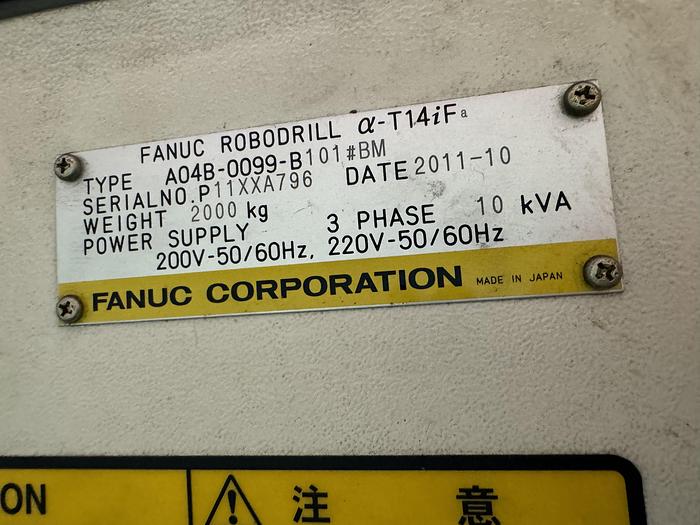 FANUC ROBODRILL α-T14iFa
TYPE A04B-0099-B101#BM
SERIALNO.P11XXA796 DATE 2011-10
WEIGHT 2000 kg
POWER SUPPLY 3 PHASE 10 kVA
200V-50/60Hz, 220V-50/60Hz
FANUC CORPORATION MADE IN JAPAN
ON
注 意